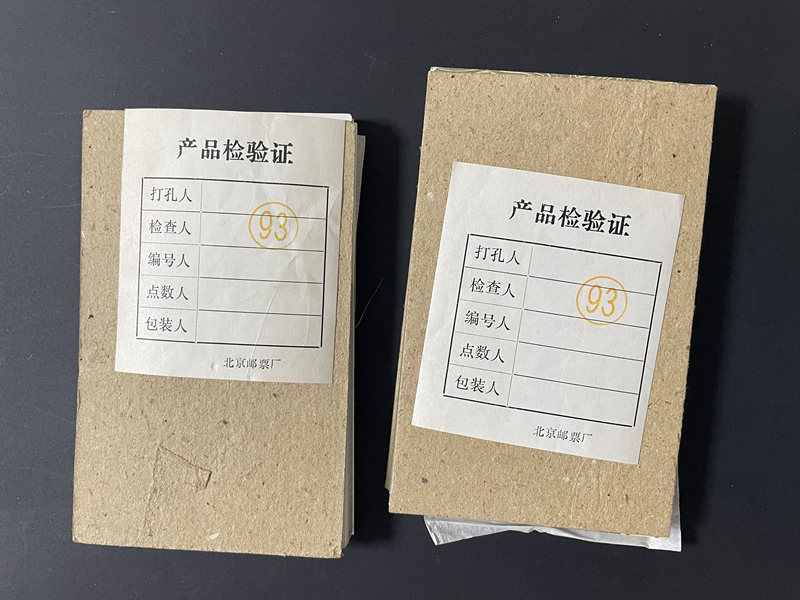 产品检验证
打孔人
检查人 93
编号人
点数人
包装人
北京邮票厂
产品检验证
打孔人
检查人 93
编号人
点数人
包装人
北京邮票厂